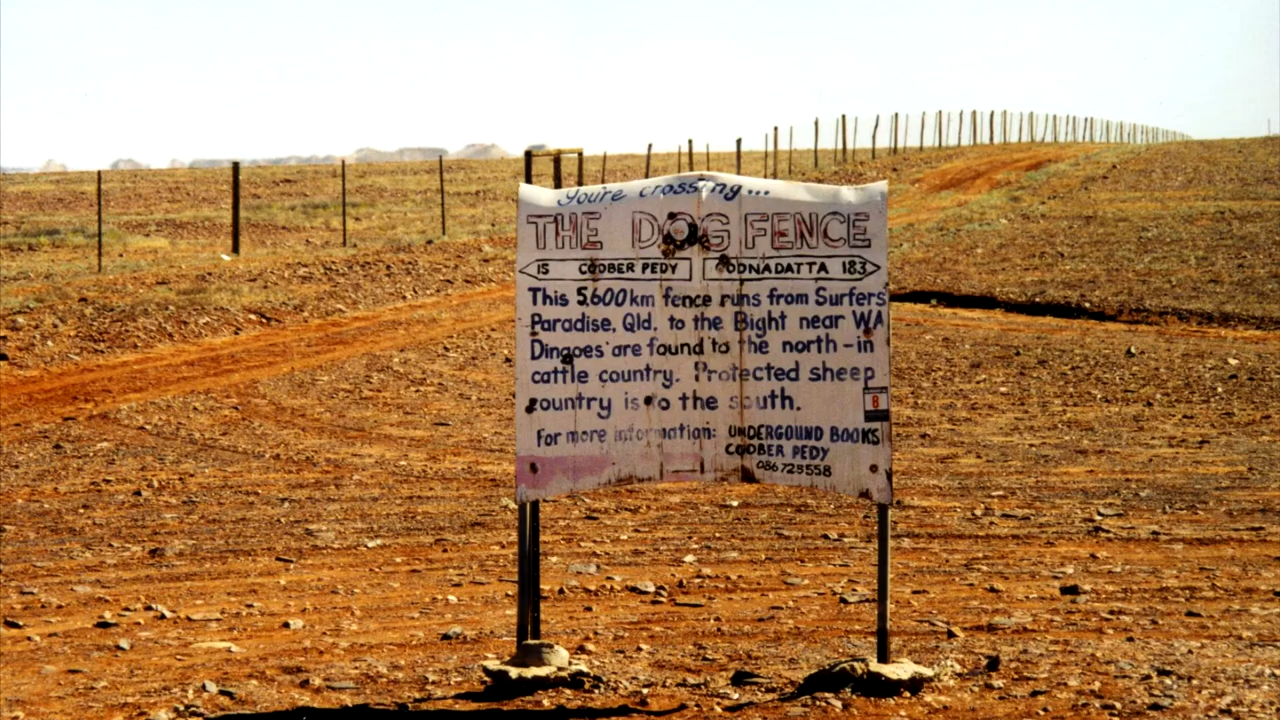 You're crossing...
THE DOG FENCE
15 COOBER PEDY OODNADATTA 183
This 5,600km fence runs from Surfers
Paradise, Qld. to the Bight near WA
Dingoes are found to the north-in
cattle country. Protected sheep
country is to the south.
8
For more information: UNDERGOUND BOOKS
COOBER PEDY
086725558